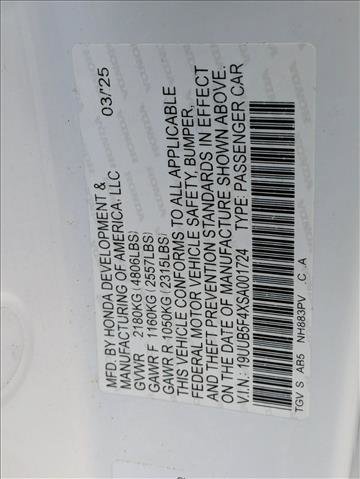 MFD. BY HONDA DEVELOPMENT & 03/'25
MANUFACTURING OF AMERICA, LLC
GVWR 2180KG (4806LBS)
GAWR F 1160KG (2557LBS)
GAWR R 1050KG (2315LBS)
THIS VEHICLE CONFORMS TO ALL APPLICABLE
FEDERAL MOTOR VEHICLE SAFETY, BUMPER,
AND THEFT PREVENTION STANDARDS IN EFFECT
ON THE DATE OF MANUFACTURE SHOWN ABOVE.
V.I.N.: 19UUB5F4XSA001724 TYPE: PASSENGER CAR
TGV S AB5 NH883PV C A